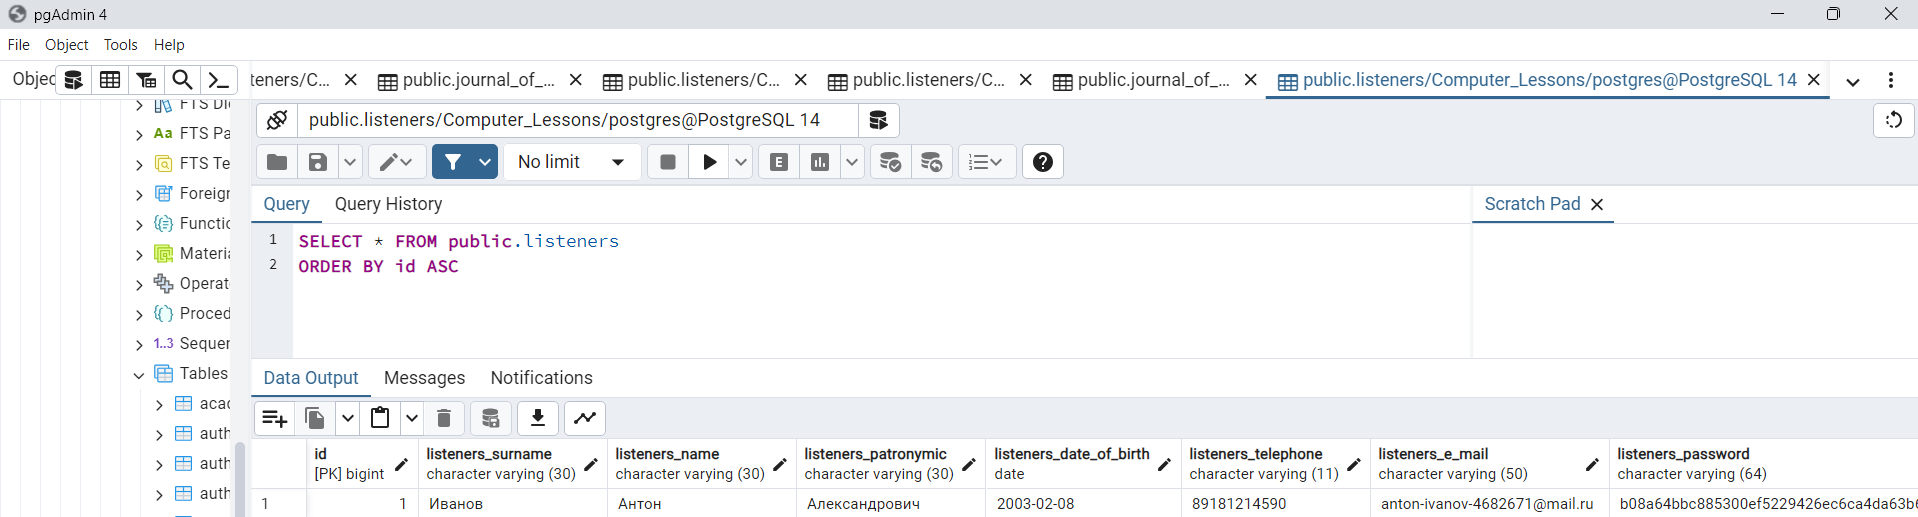 pgAdmin 4
File Object Tools Help
Objec
teners/C... public.journal_of_... public.listeners/C... public.listeners/C... public.journal_of_... public.listeners/Computer_Lessons/postgres@PostgreSQL 14
public.listeners/Computer_Lessons/postgres@PostgreSQL 14
No limit
E
Query Query History Scratch Pad
1 SELECT * FROM public.listeners
2 ORDER BY id ASC
FTS Di
Aa FTS Pa
FTS Te
Foreig
Functi
Materi
Operat
Proced
1..3 Sequer
Tables
aca
auth
auth
auth
Data Output Messages Notifications
id listeners_surname listeners_name listeners_patronymic listeners_date_of_birth listeners_telephone listeners_e_mail listeners_password
[PK] bigint character varying (30) character varying (30) character varying (30) date character varying (11) character varying (50) character varying (64)
1 1 Иванов Антон Александрович 2003-02-08 89181214590 anton-ivanov-4682671@mail.ru b08a64bbc885300ef5229426ec6ca4da63b